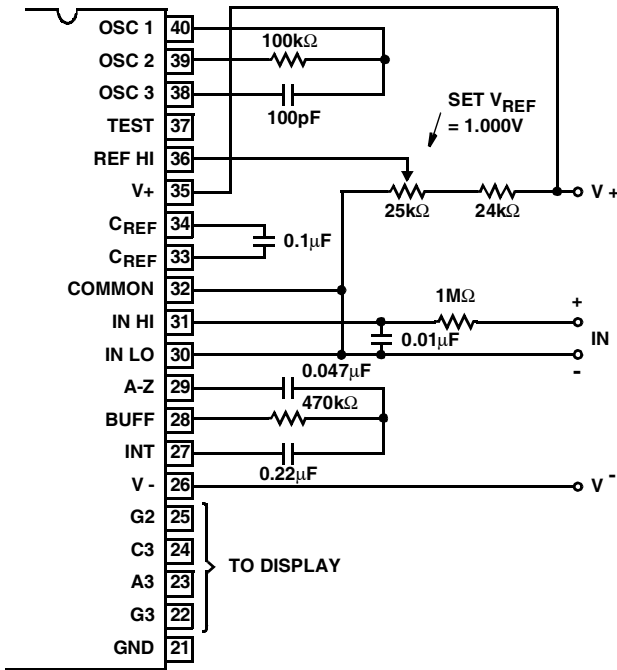 OSC 1 40
100kΩ
OSC 2 39
OSC 3 38
100pF
SET VREF
= 1.000V
TEST 37
REF HI 36
V+ 35
V +
25kΩ
24kΩ
CREF 34
0.1µF
CREF 33
COMMON 32
1MΩ
IN HI 31
+
0.01µF
IN
IN LO 30
-
0.047µF
A-Z 29
470kΩ
BUFF 28
INT 27
0.22µF
V - 26
V -
G2 25
C3 24
TO DISPLAY
A3 23
G3 22
GND 21